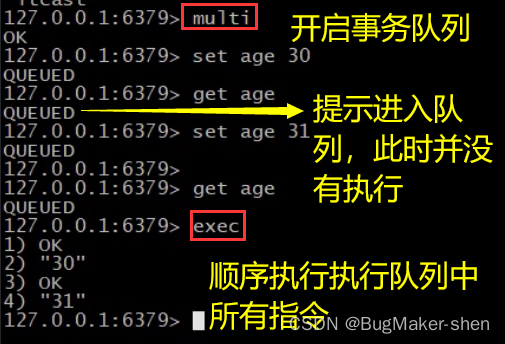 127.0.0.1:6379> multi
开启事务队列
OK
127.0.0.1:6379> set age 30
QUEUED
127.0.0.1:6379> get age
QUEUED
提示进入队
列，此时并没
有执行
127.0.0.1:6379> set age 31
QUEUED
127.0.0.1:6379>
127.0.0.1:6379> get age
QUEUED
127.0.0.1:6379> exec
1) OK
2) "30"
3) OK
4) "31"
顺序执行执行队列中
所有指令
127.0.0.1:6379>
CSDN @BugMaker-shen